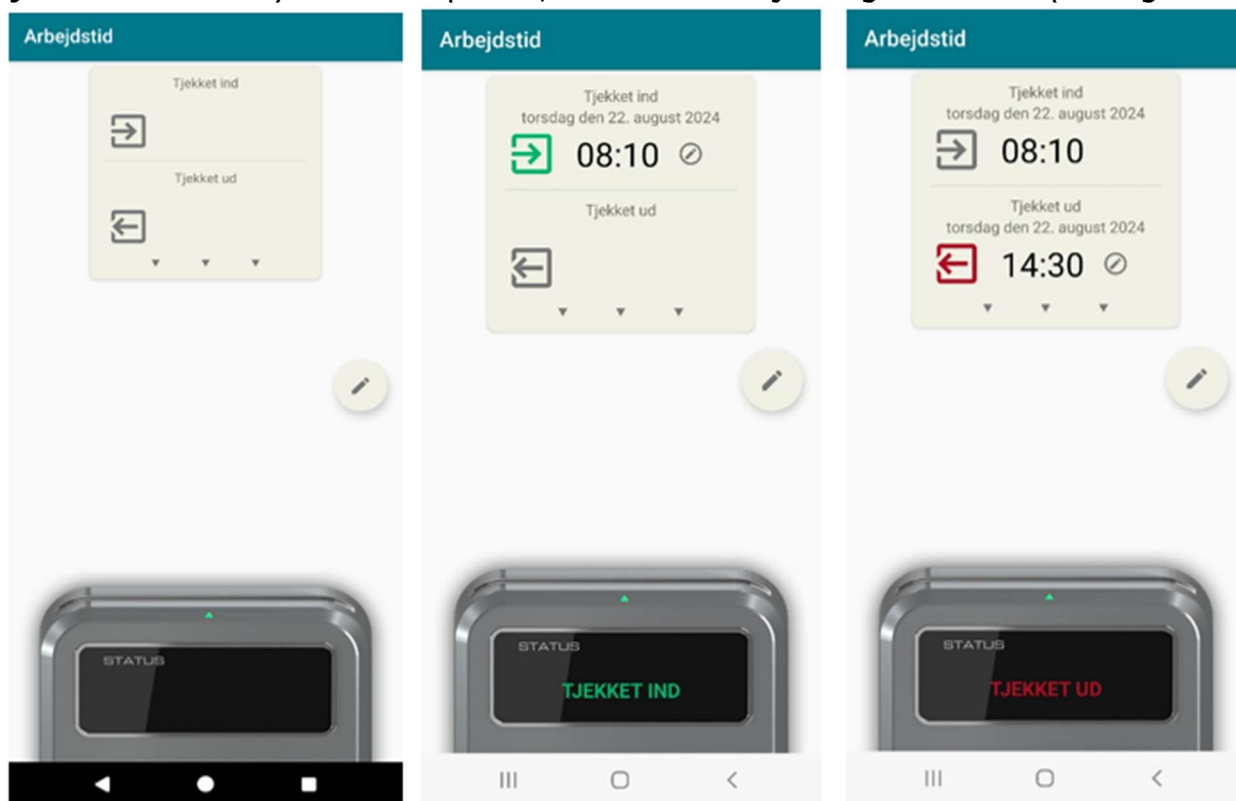 Arbejdstid
Tjekket ind
Tjekket ud
STATUS
Arbejdstid
Tjekket ind
torsdag den 22. august 2024
08:10
Tjekket ud
STATUS
TJEKKET IND
Arbejdstid
Tjekket ind
torsdag den 22. august 2024
08:10
Tjekket ud
torsdag den 22. august 2024
14:30
STATUS
TJEKKET UD